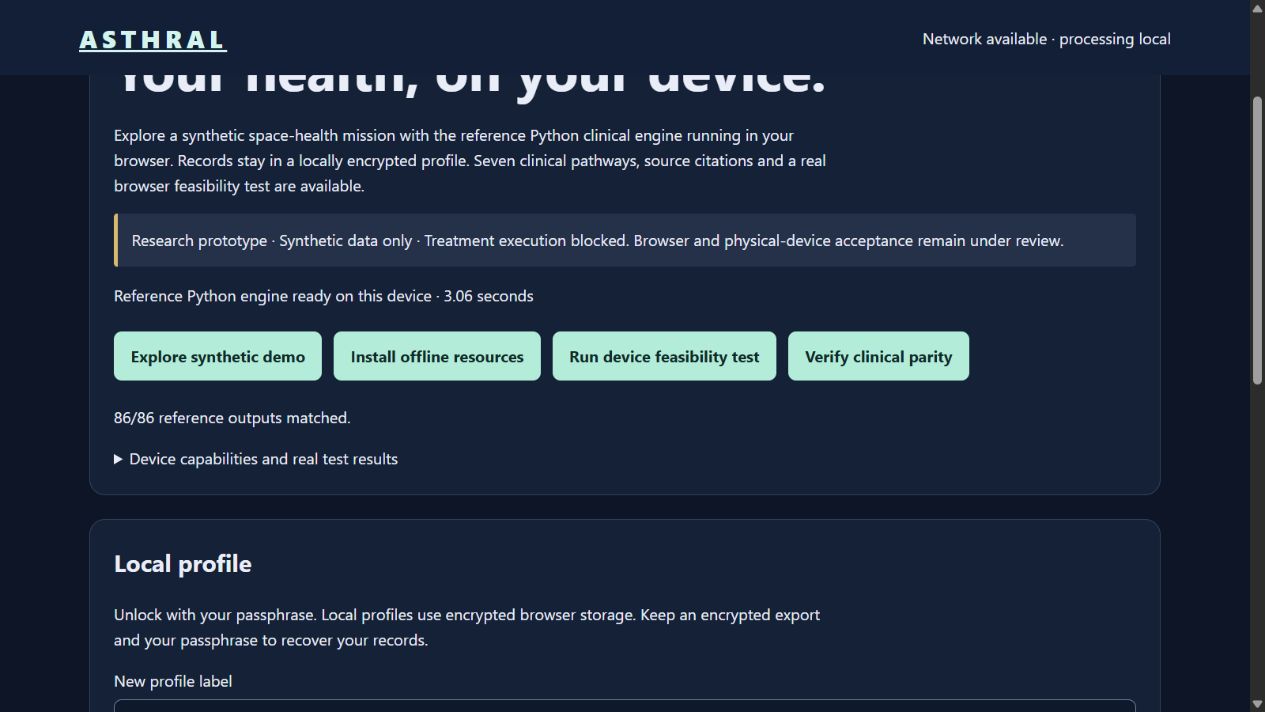 ASTHRAL
Network available · processing local
Your health, on your device.
Explore a synthetic space-health mission with the reference Python clinical engine running in your
browser. Records stay in a locally encrypted profile. Seven clinical pathways, source citations and a real
browser feasibility test are available.
Research prototype · Synthetic data only · Treatment execution blocked. Browser and physical-device acceptance remain under review.
Reference Python engine ready on this device · 3.06 seconds
Explore synthetic demo
Install offline resources
Run device feasibility test
Verify clinical parity
86/86 reference outputs matched.
Device capabilities and real test results
Local profile
Unlock with your passphrase. Local profiles use encrypted browser storage. Keep an encrypted export
and your passphrase to recover your records.
New profile label